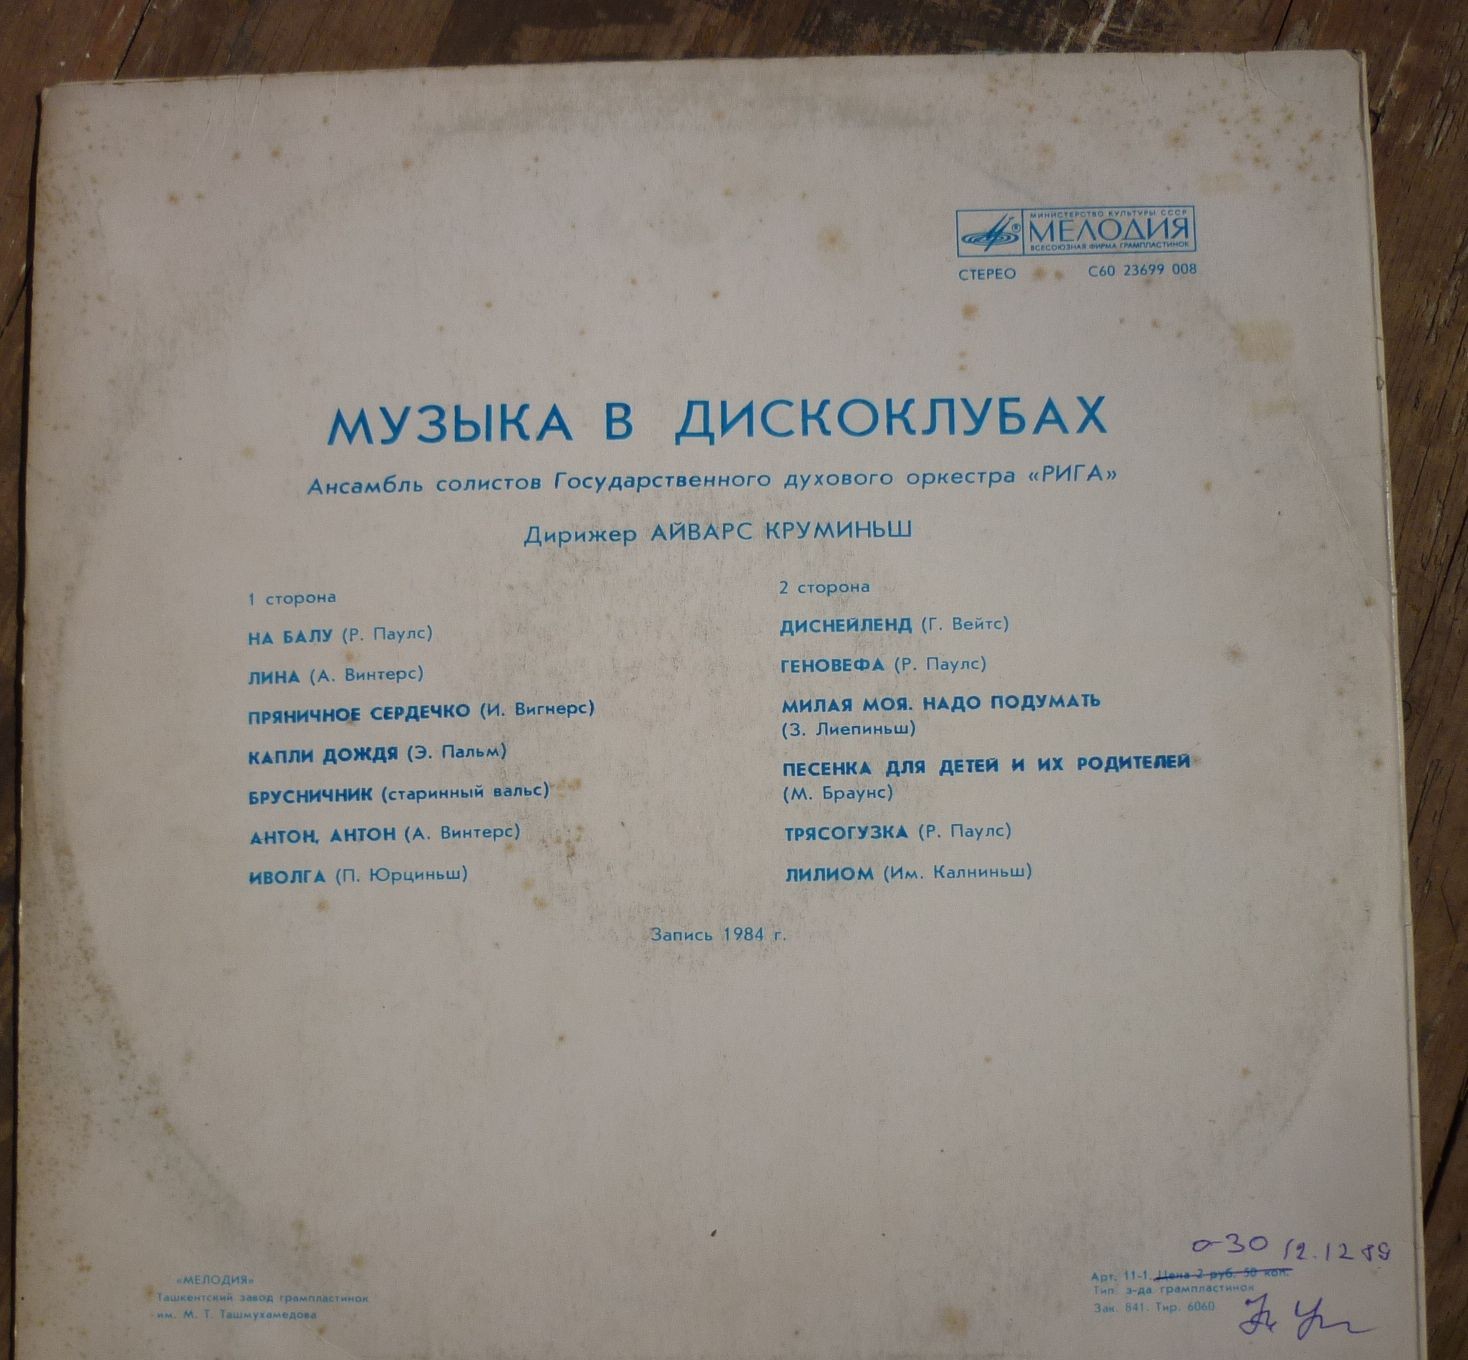 МИНИСТЕРСТВО КУЛЬТУРЫ СССР
МЕЛОДИЯ
ВСЕСОЮЗНАЯ ФИРМА ГРАМПЛАСТИНОК
СТЕРЕО С60 23699 008
МУЗЫКА В ДИСКОКЛУБАХ
Ансамбль солистов Государственного духового оркестра «РИГА»
Дирижер АЙВАРС КРУМИНЬШ
1 сторона
НА БАЛУ (Р. Паулс)
ЛИНА (А. Винтерс)
ПРЯНИЧНОЕ СЕРДЕЧКО (И. Вигнерс)
КАПЛИ ДОЖДЯ (Э. Пальм)
БРУСНИЧНИК (старинный вальс)
АНТОН, АНТОН (А. Винтерс)
ИВОЛГА (П. Юрциньш)
2 сторона
ДИСНЕЙЛЕНД (Г. Вейтс)
ГЕНОВЕФА (Р. Паулс)
МИЛАЯ МОЯ. НАДО ПОДУМАТЬ
(З. Лиепиньш)
ПЕСЕНКА ДЛЯ ДЕТЕЙ И ИХ РОДИТЕЛЕЙ
(М. Браунс)
ТРЯСОГУЗКА (Р. Паулс)
ЛИЛИОМ (Им. Калниньш)
Запись 1984 г.
«МЕЛОДИЯ»
Ташкентский завод грампластинок
им. М. Т. Ташмухамедова
0-30 12.12 89
Арт. 11-1. Цена 2 руб. 50 коп.
Тип. з-да грампластинок
Зак. 841. Тир. 6060